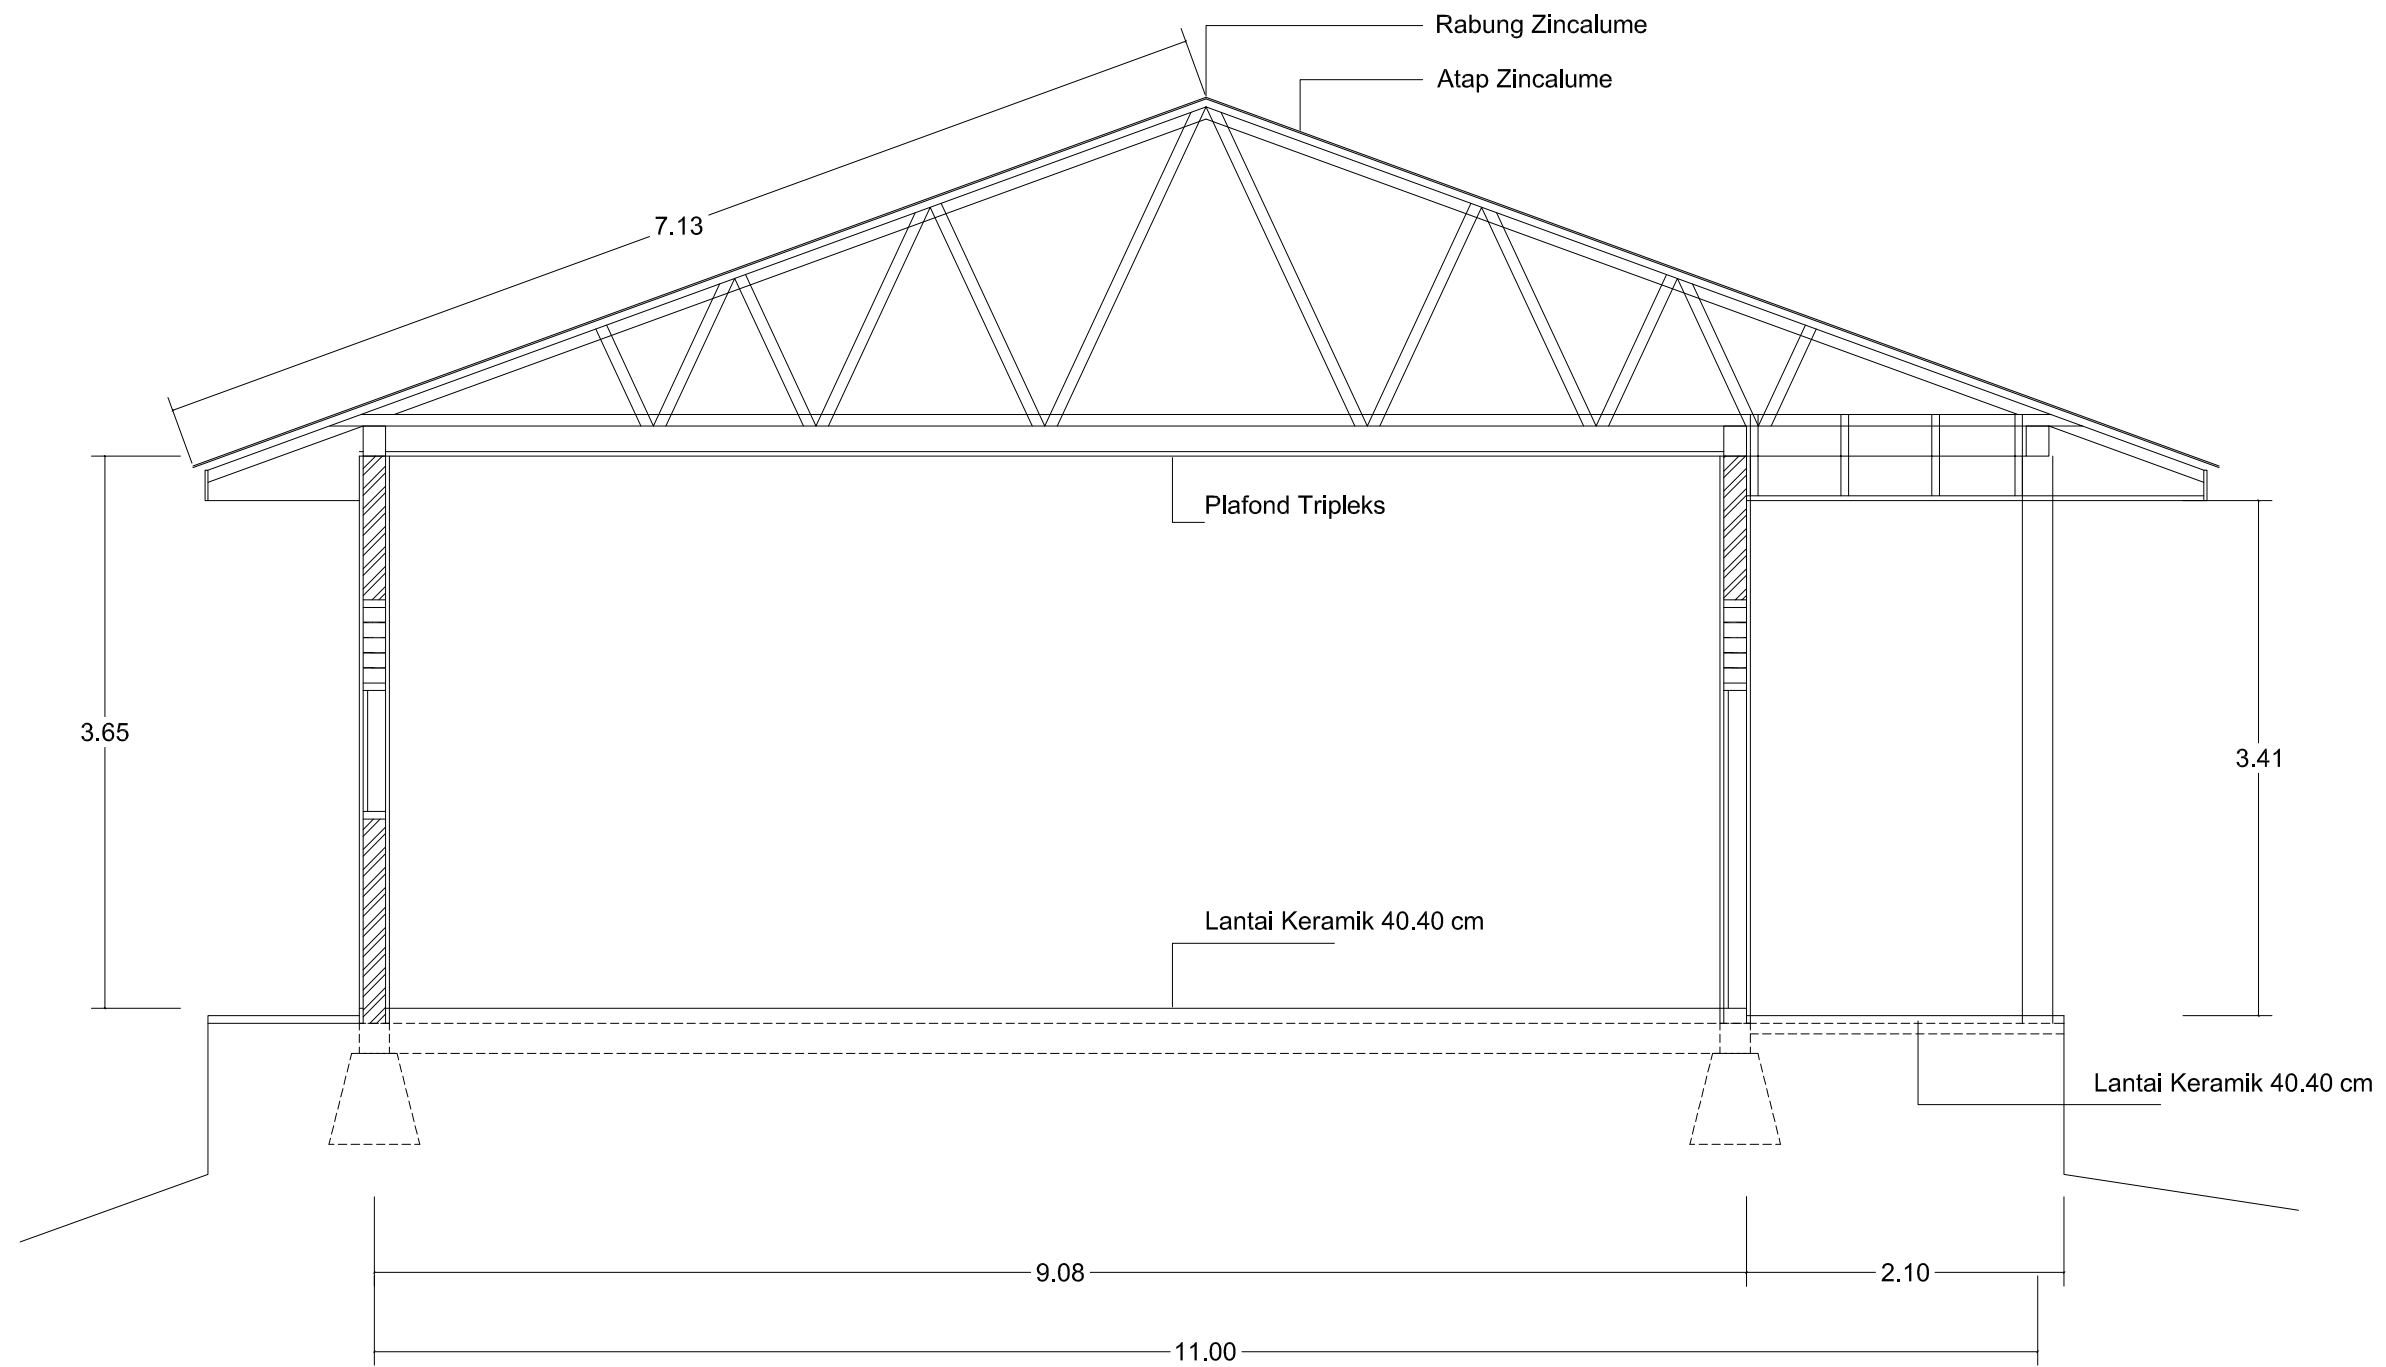 Rabung Zincalume
Atap Zincalume
7.13
Plafond Tripleks
3.65
3.41
Lantai Keramik 40.40 cm
Lantai Keramik 40.40 cm
9.08
2.10
11.00